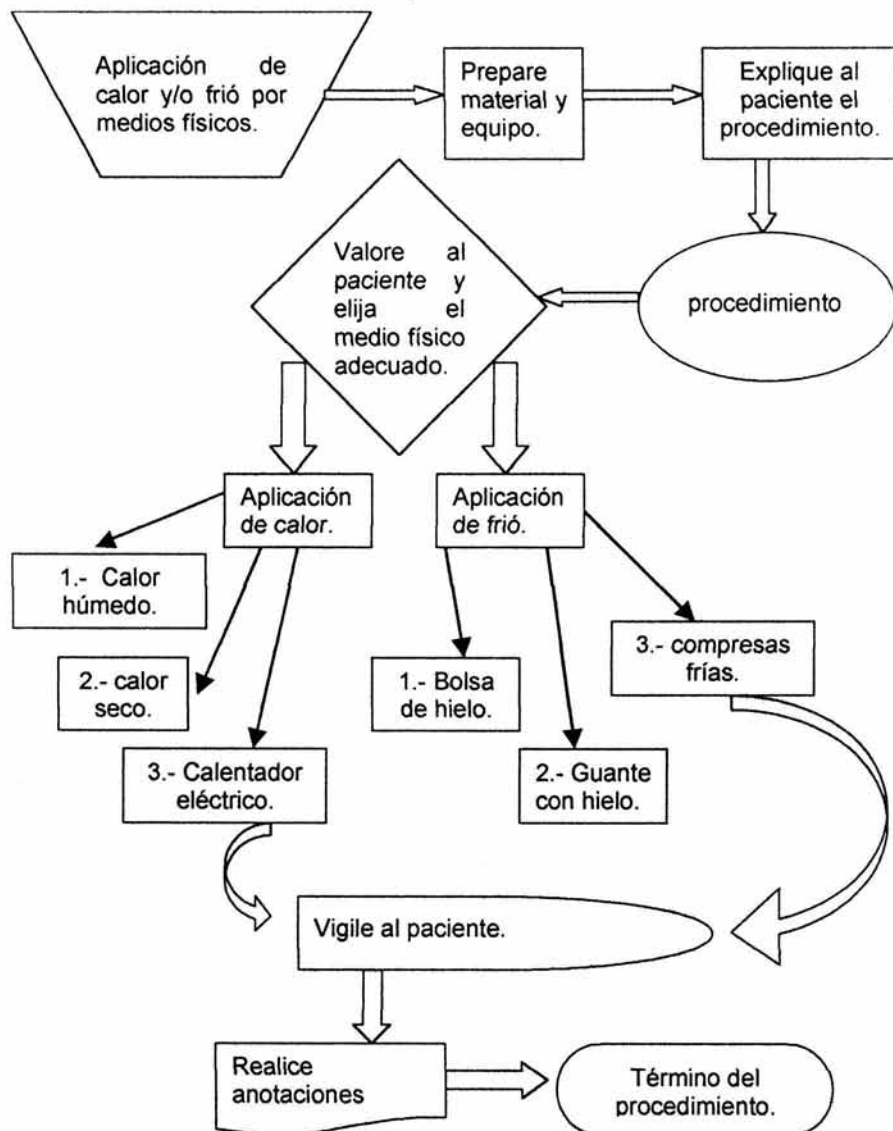 Aplicación de
calor y/o frió por
medios físicos.
Prepare
material y
equipo.
Explique al
paciente el
procedimiento.
procedimiento
Valore al
paciente y
elija el
medio físico
adecuado.
Aplicación
de calor.
Aplicación
de frió.
1.- Calor
húmedo.
2.- calor
seco.
3.- Calentador
eléctrico.
1.- Bolsa
de hielo.
2.- Guante
con hielo.
3.- compresas
frías.
Vigile al paciente.
Realice
anotaciones
Término del
procedimiento.